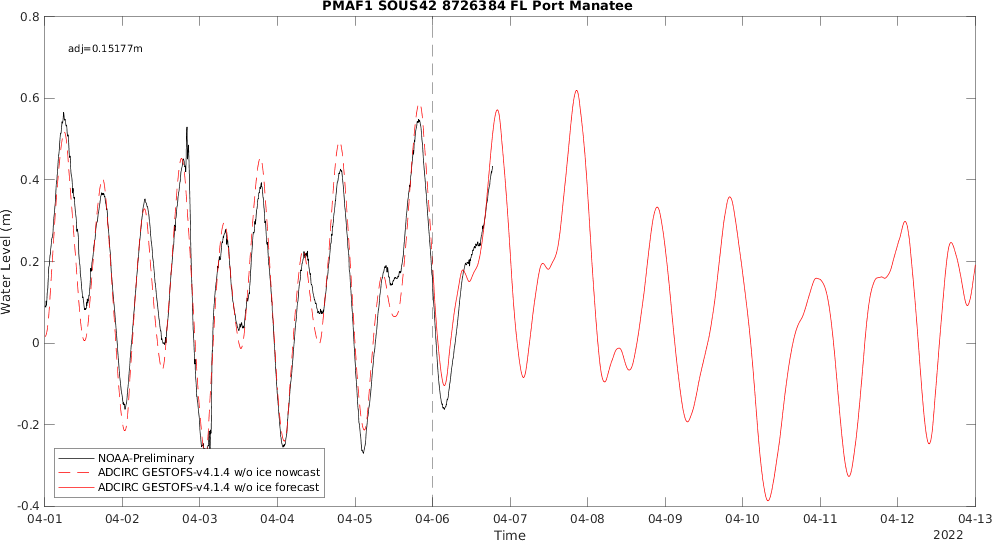 PMAF1 SOUS42 8726384 FL Port Manatee
adj=0.15177m
Water Level (m)
0.8
0.6
0.4
0.2
0
-0.2
-0.4
NOAA-Preliminary
ADCIRC GESTOFS-v4.1.4 w/o ice nowcast
ADCIRC GESTOFS-v4.1.4 w/o ice forecast
04-01 04-02 04-03 04-04 04-05 04-06 04-07 04-08 04-09 04-10 04-11 04-12 04-13
Time
2022